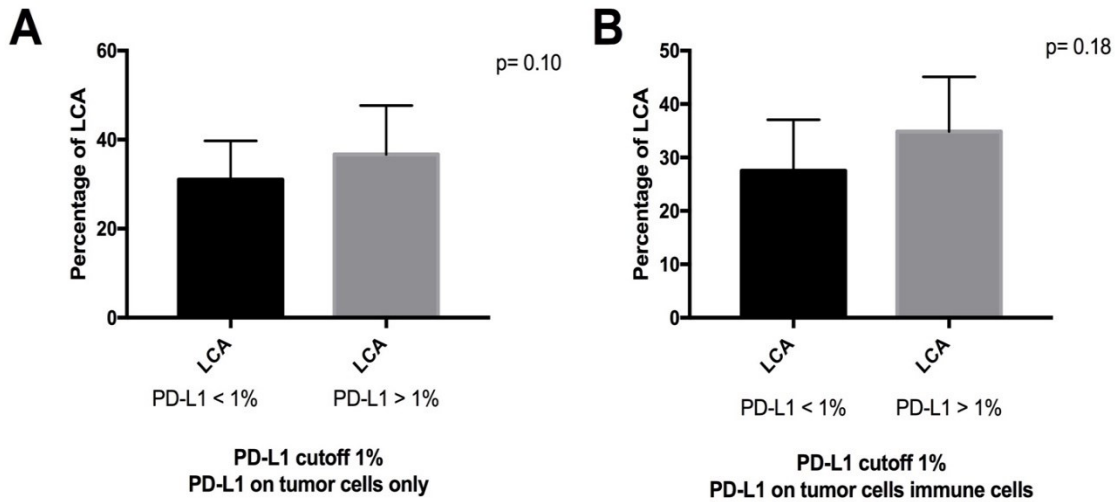 A
p= 0.10
Percentage of LCA
60
40
20
0
LCA
LCA
PD-L1 < 1%
PD-L1 > 1%
PD-L1 cutoff 1%
PD-L1 on tumor cells only
B
p= 0.18
Percentage of LCA
50
40
30
20
10
0
LCA
LCA
PD-L1 < 1%
PD-L1 > 1%
PD-L1 cutoff 1%
PD-L1 on tumor cells immune cells